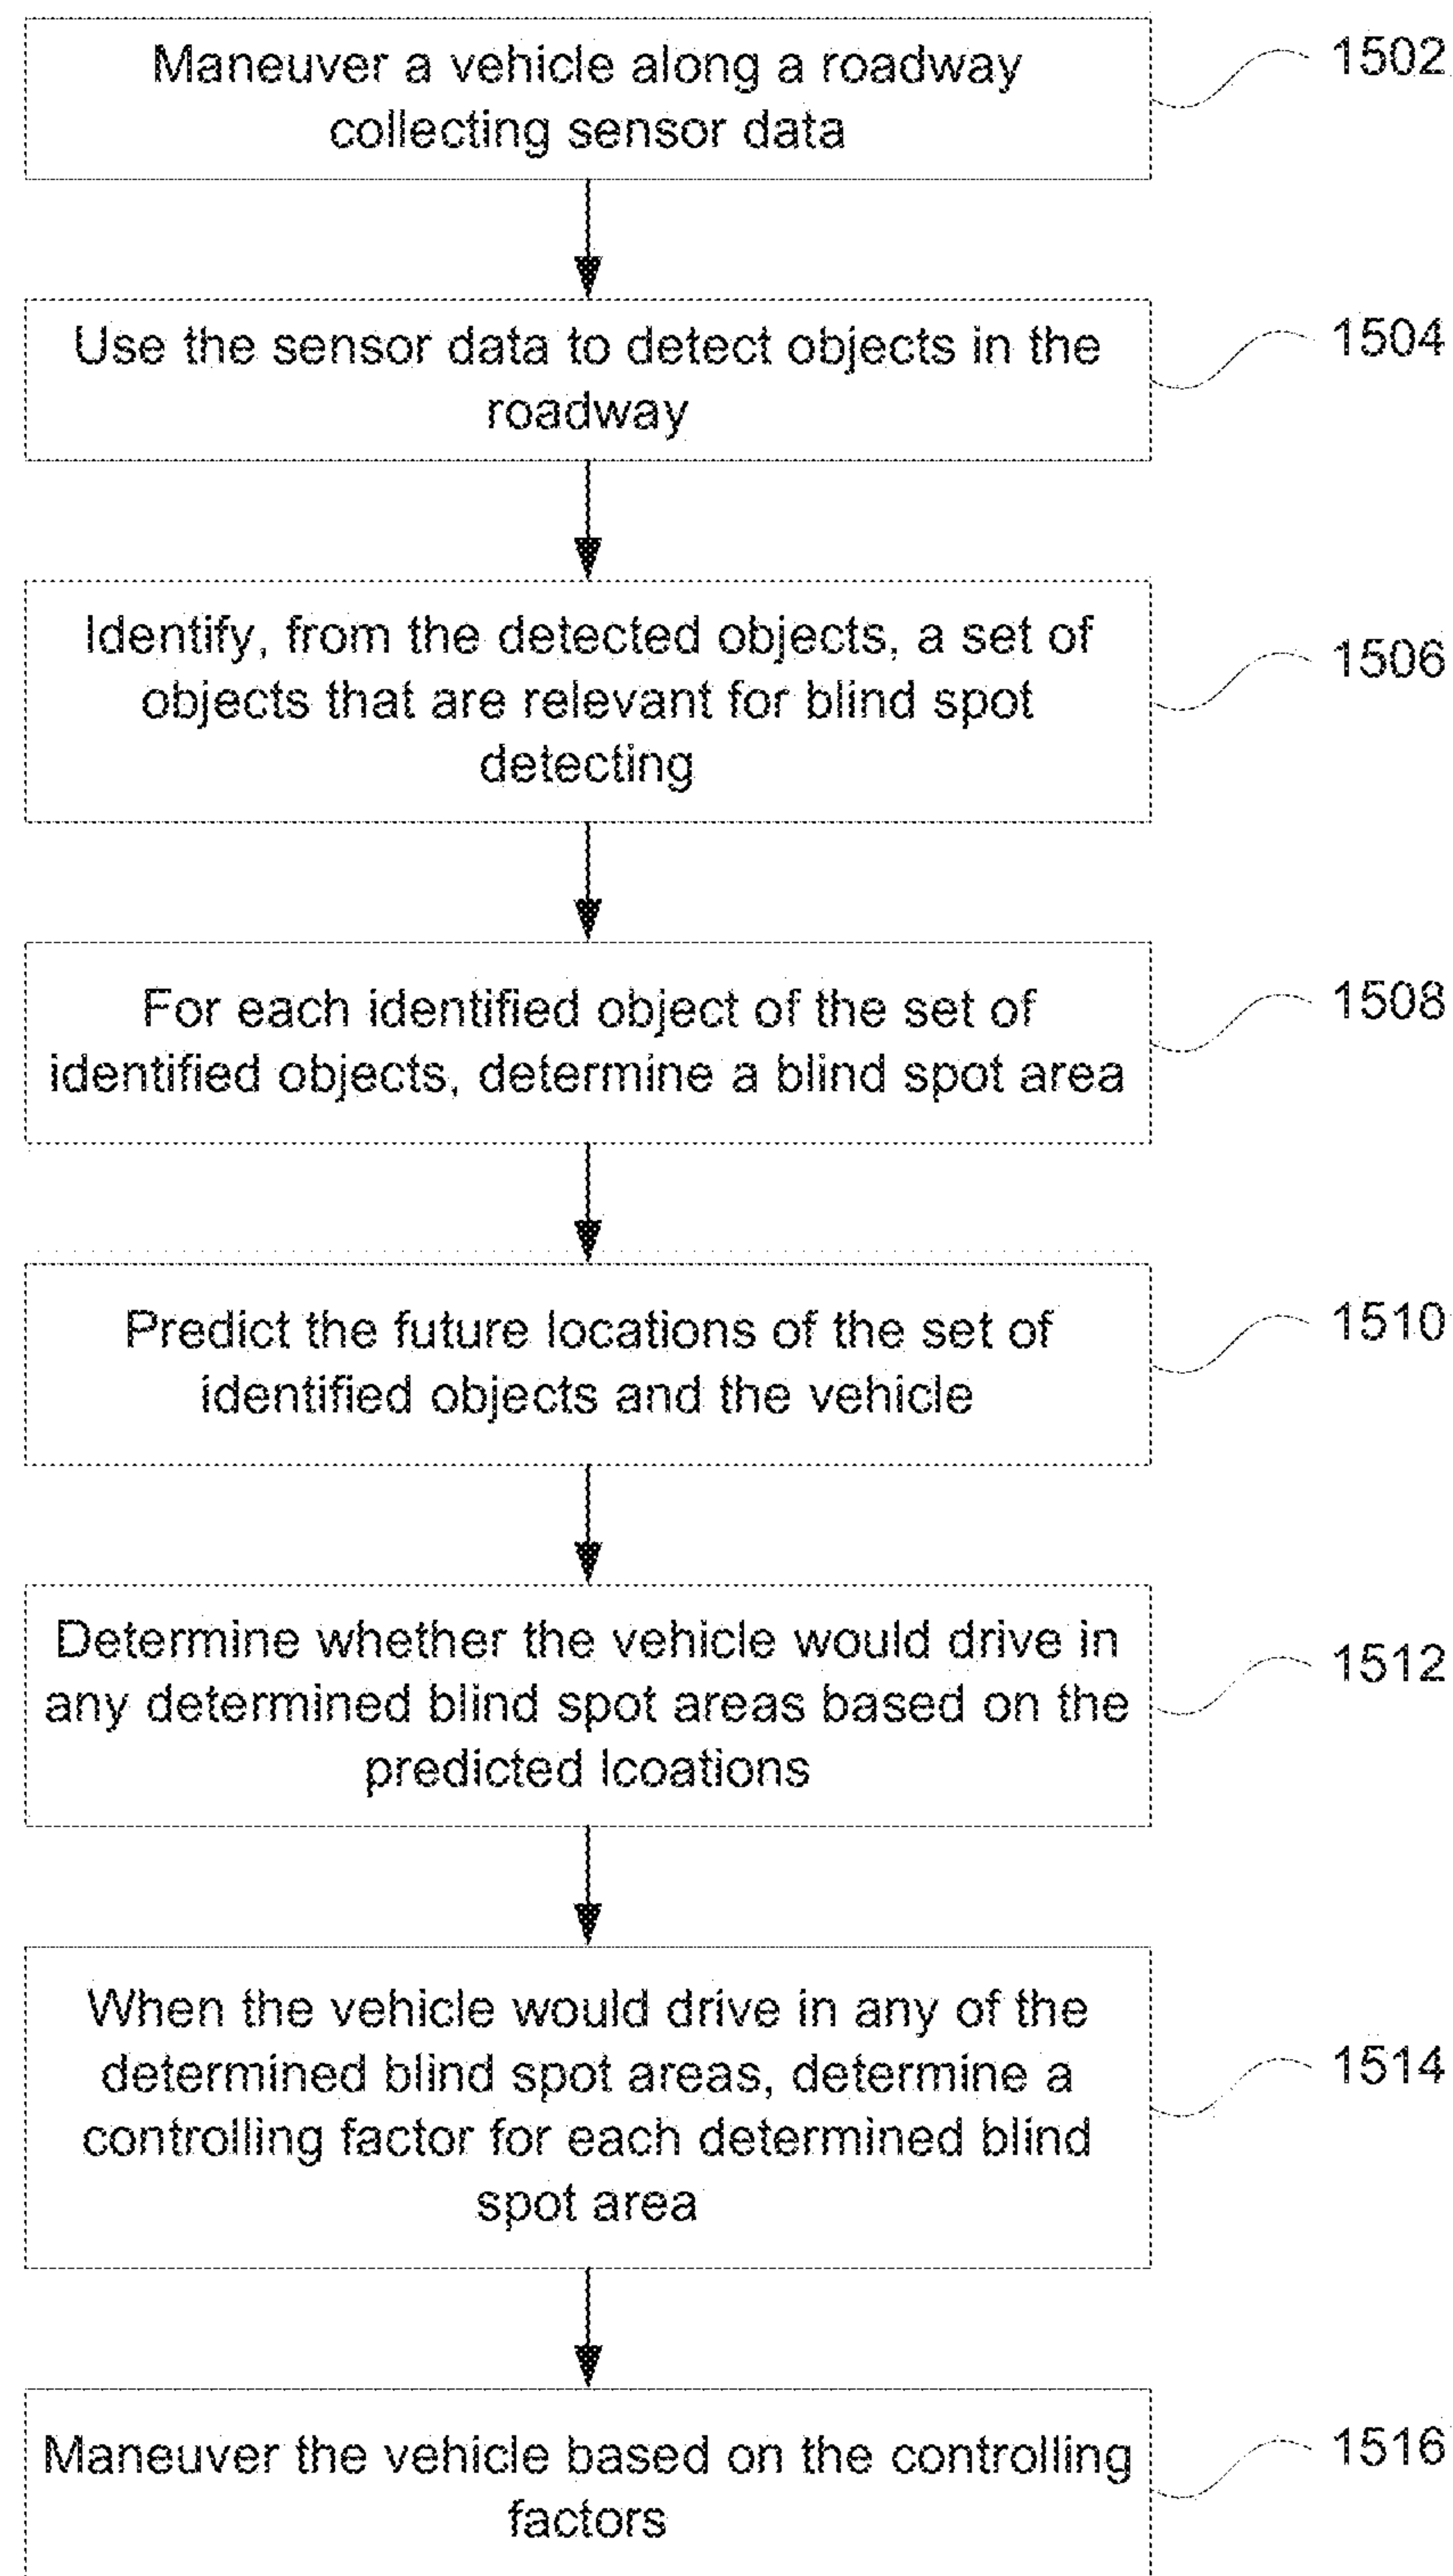 Maneuver a vehicle along a roadway
collecting sensor data
1502
Use the sensor data to detect objects in the
roadway
1504
Identify, from the detected objects, a set of
objects that are relevant for blind spot
detecting
1506
For each identified object of the set of
identified objects, determine a blind spot area
1508
Predict the future locations of the set of
identified objects and the vehicle
1510
Determine whether the vehicle would drive in
any determined blind spot areas based on the
predicted lcoations
1512
When the vehicle would drive in any of the
determined blind spot areas, determine a
controlling factor for each determined blind
spot area
1514
Maneuver the vehicle based on the controlling
factors
1516